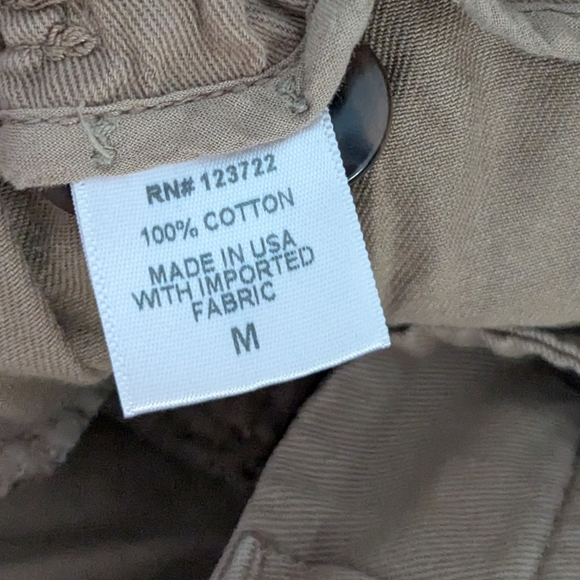 RN# 123722
100% COTTON
MADE IN USA
WITH IMPORTED
FABRIC
M